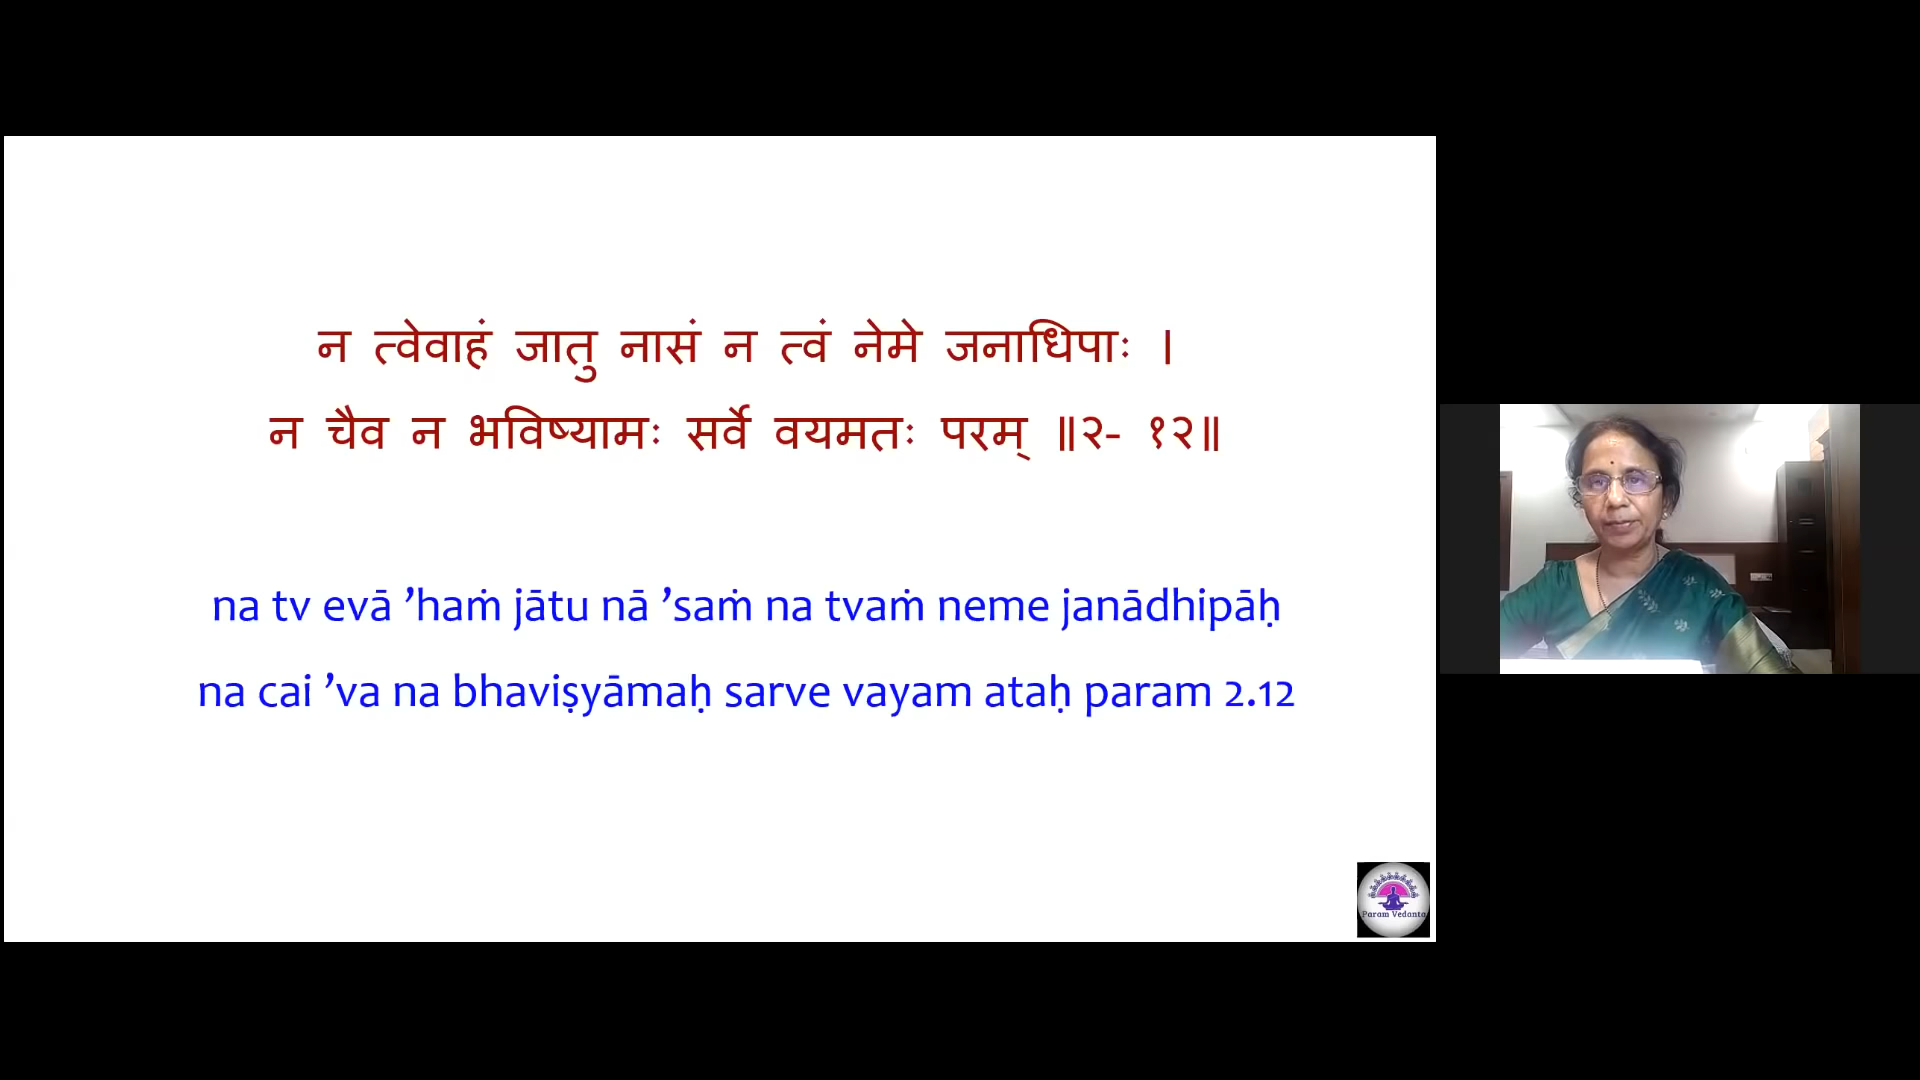 न त्वेवाहं जातु नासं न त्वं नेमे जनाधिपाः ।
न चैव न भविष्यामः सर्वे वयमतः परम् ॥२- १२॥
na tv evā ’haṁ jātu nā ’saṁ na tvaṁ neme janādhipāḥ
na cai ’va na bhaviṣyāmaḥ sarve vayam ataḥ param 2.12
Param Vedanta